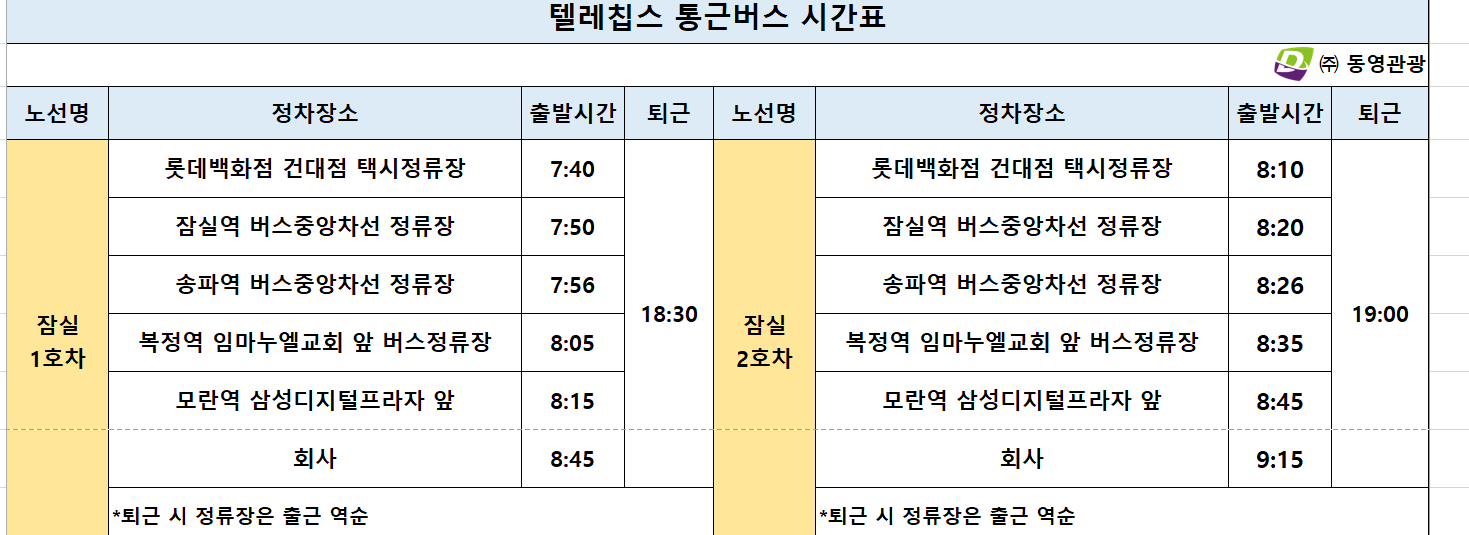 텔레칩스 통근버스 시간표
D ㈜ 동영관광
노선명 정차장소 출발시간 퇴근 노선명 정차장소 출발시간 퇴근
롯데백화점 건대점 택시정류장 7:40 롯데백화점 건대점 택시정류장 8:10
잠실역 버스중앙차선 정류장 7:50 잠실역 버스중앙차선 정류장 8:20
송파역 버스중앙차선 정류장 7:56 송파역 버스중앙차선 정류장 8:26
잠실 1호차 18:30 잠실 2호차 19:00
복정역 임마누엘교회 앞 버스정류장 8:05 복정역 임마누엘교회 앞 버스정류장 8:35
모란역 삼성디지털프라자 앞 8:15 모란역 삼성디지털프라자 앞 8:45
회사 8:45 회사 9:15
*퇴근 시 정류장은 출근 역순 *퇴근 시 정류장은 출근 역순